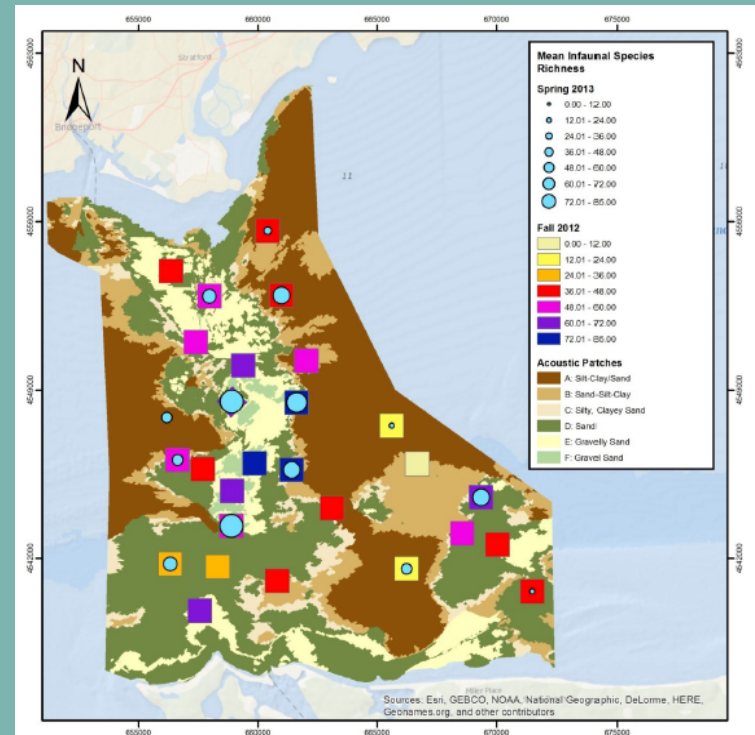 655000 660000 665000 670000 675000
N
Stratford
Bridgeport
11
Mean Infaunal Species
Richness
Spring 2013
0.00 - 12.00
12.01 - 24.00
24.01 - 36.00
36.01 - 48.00
48.01 - 60.00
60.01 - 72.00
72.01 - 85.00
Fall 2012
0.00 - 12.00
12.01 - 24.00
24.01 - 36.00
36.01 - 48.00
48.01 - 60.00
60.01 - 72.00
72.01 - 85.00
Acoustic Patches
A: Silt-Clay/Sand
B: Sand-Silt-Clay
C: Silty, Clayey Sand
D: Sand
E: Gravelly Sand
F: Gravel Sand
Sources: Esri, GEBCO, NOAA, National Geographic, DeLorme, HERE,
Geonames.org, and other contributors
655000 660000 665000 670000 675000